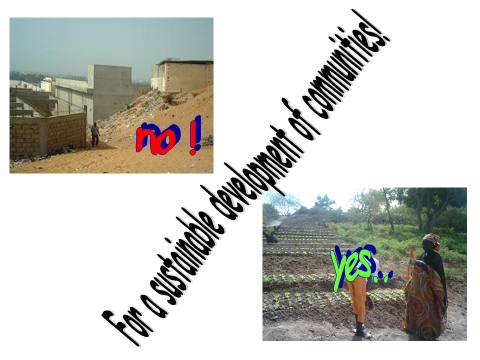 no !
For a sustainable development of communities!
yes...